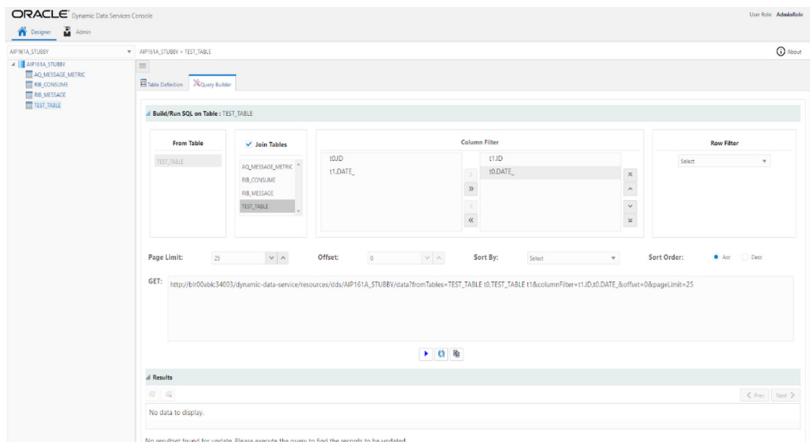 ORACLE Dynamic Data Services Console
User Role: AdminRole
Designer Admin
AIP161A_STUBBY
AIP161A_STUBBY > TEST_TABLE
About
AIP161A_STUBBY
AQ_MESSAGE_METRIC
RIB_CONSUME
RIB_MESSAGE
TEST_TABLE
Table Definition Query Builder
Build/Run SQL on Table : TEST_TABLE
From Table
TEST_TABLE
Join Tables
AQ_MESSAGE_METRIC
RIB_CONSUME
RIB_MESSAGE
TEST_TABLE
Column Filter
t0.ID
t1.DATE_
t1.ID
t0.DATE_
Row Filter
Select
Page Limit: 25 Offset: 0 Sort By: Select Sort Order: Asc Desc
GET: http://blr00ablc:34003/dynamic-data-service/resources/dds/AIP161A_STUBBY/data?fromTables=TEST_TABLE t0,TEST_TABLE t1&columnFilter=t1.ID,t0.DATE_&offset=0&pageLimit=25
Results
Prev Next
No data to display.
No resultset found for update. Please execute the query to find the records to be updated.